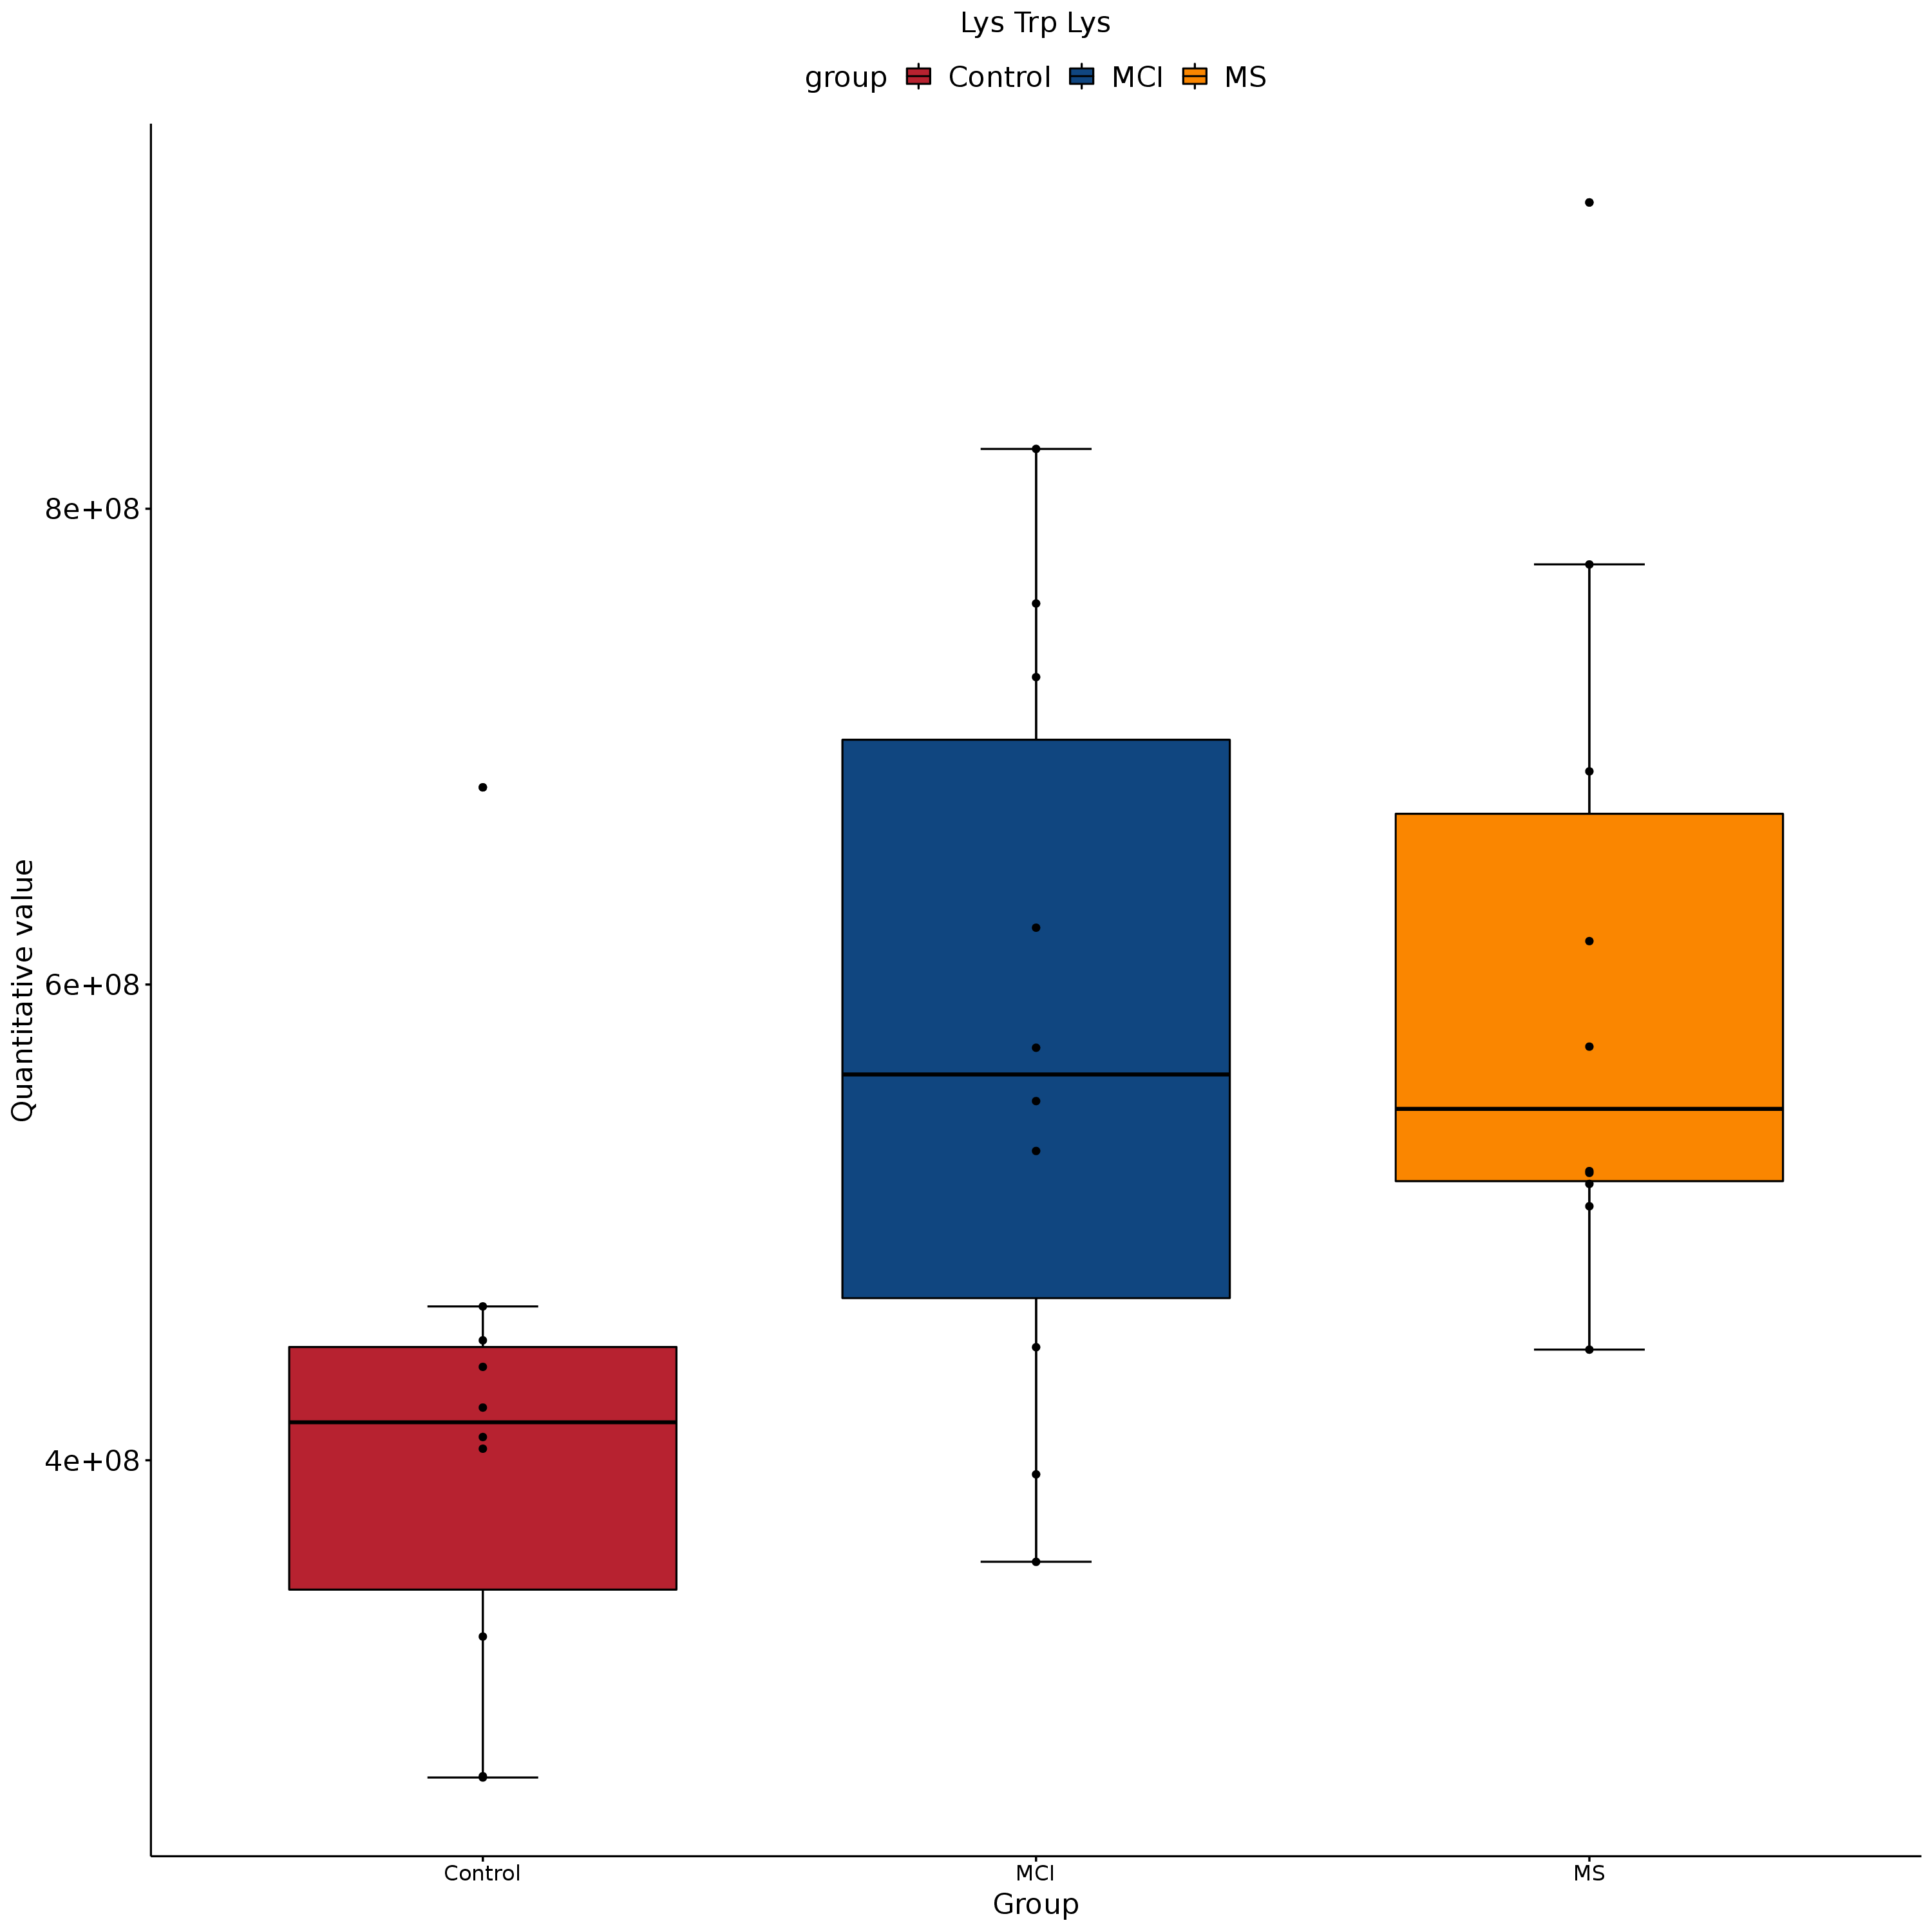 Lys Trp Lys
group Control MCI MS
8e+08
6e+08
4e+08
Quantitative value
Control MCI MS
Group